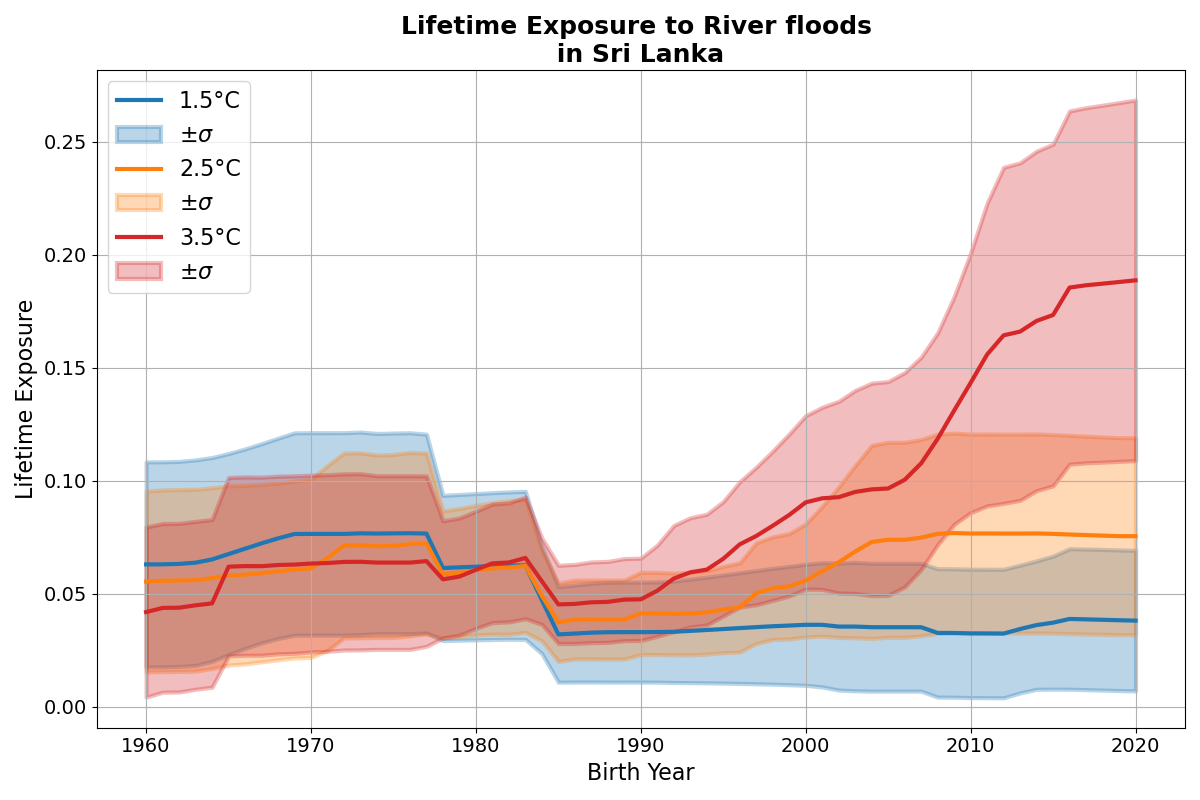 Lifetime Exposure to River floods
in Sri Lanka
1.5°C
±σ
2.5°C
±σ
3.5°C
±σ
Lifetime Exposure
0.25
0.20
0.15
0.10
0.05
0.00
1960 1970 1980 1990 2000 2010 2020
Birth Year